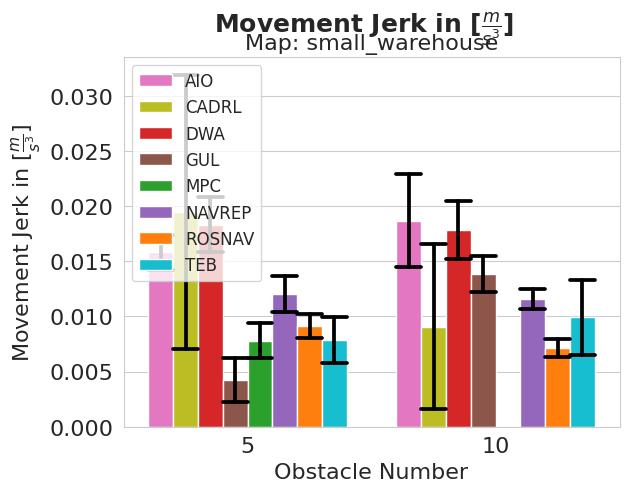 Movement Jerk in [m/s³]
Map: small_warehouse
Movement Jerk in [m/s³]
0.030
0.025
0.020
0.015
0.010
0.005
0.000
AIO
CADRL
DWA
GUL
MPC
NAVREP
ROSNAV
TEB
5 10
Obstacle Number